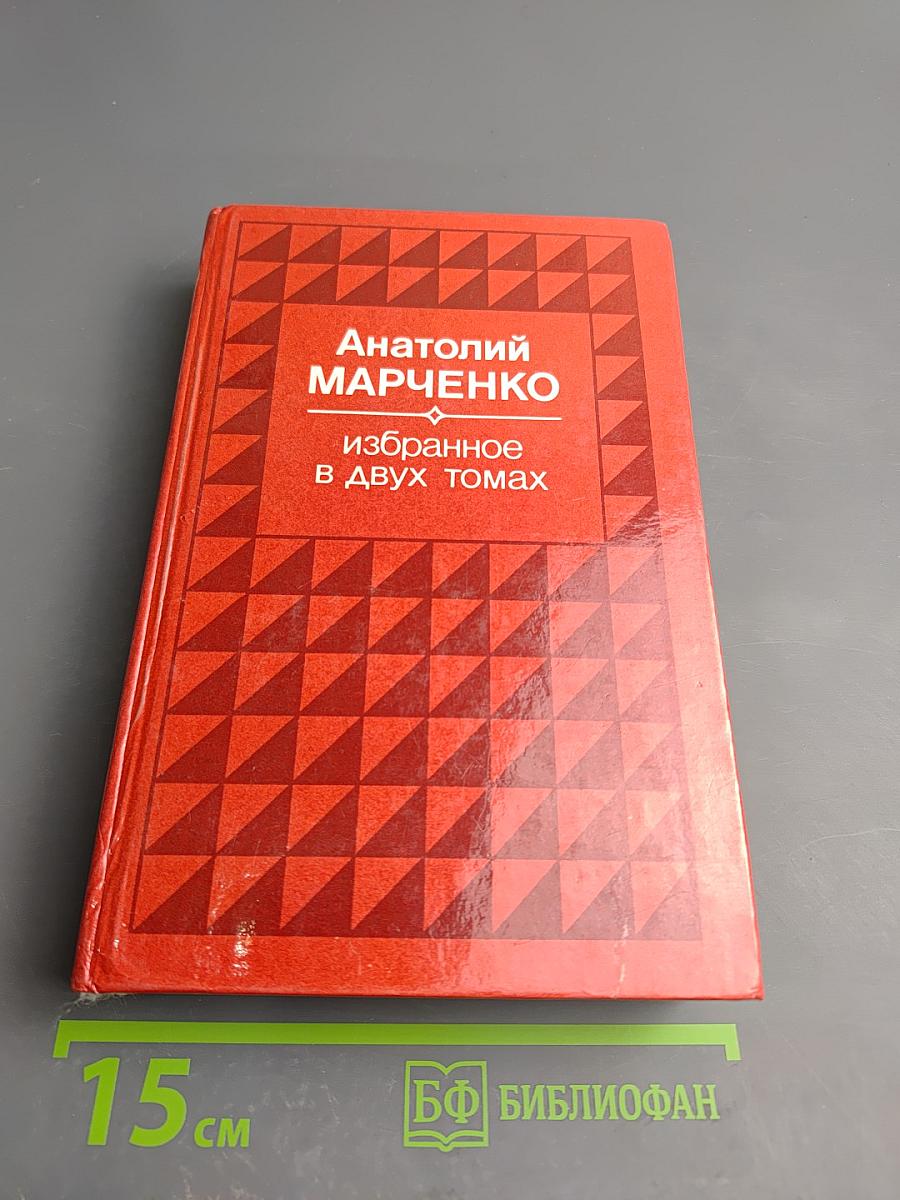 Анатолий
МАРЧЕНКО
избранное
в двух томах
15 см
БФ БИБЛИОФАН